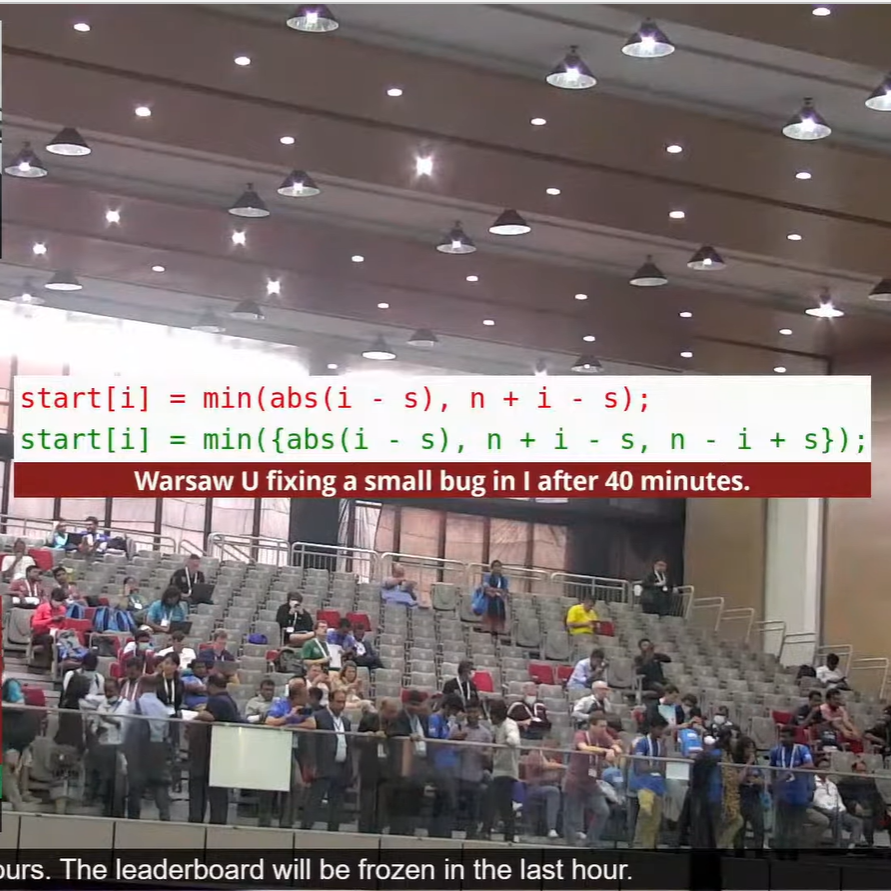 start[i] = min(abs(i - s), n + i - s);
start[i] = min({abs(i - s), n + i - s, n - i + s});
Warsaw U fixing a small bug in I after 40 minutes.
ours. The leaderboard will be frozen in the last hour.